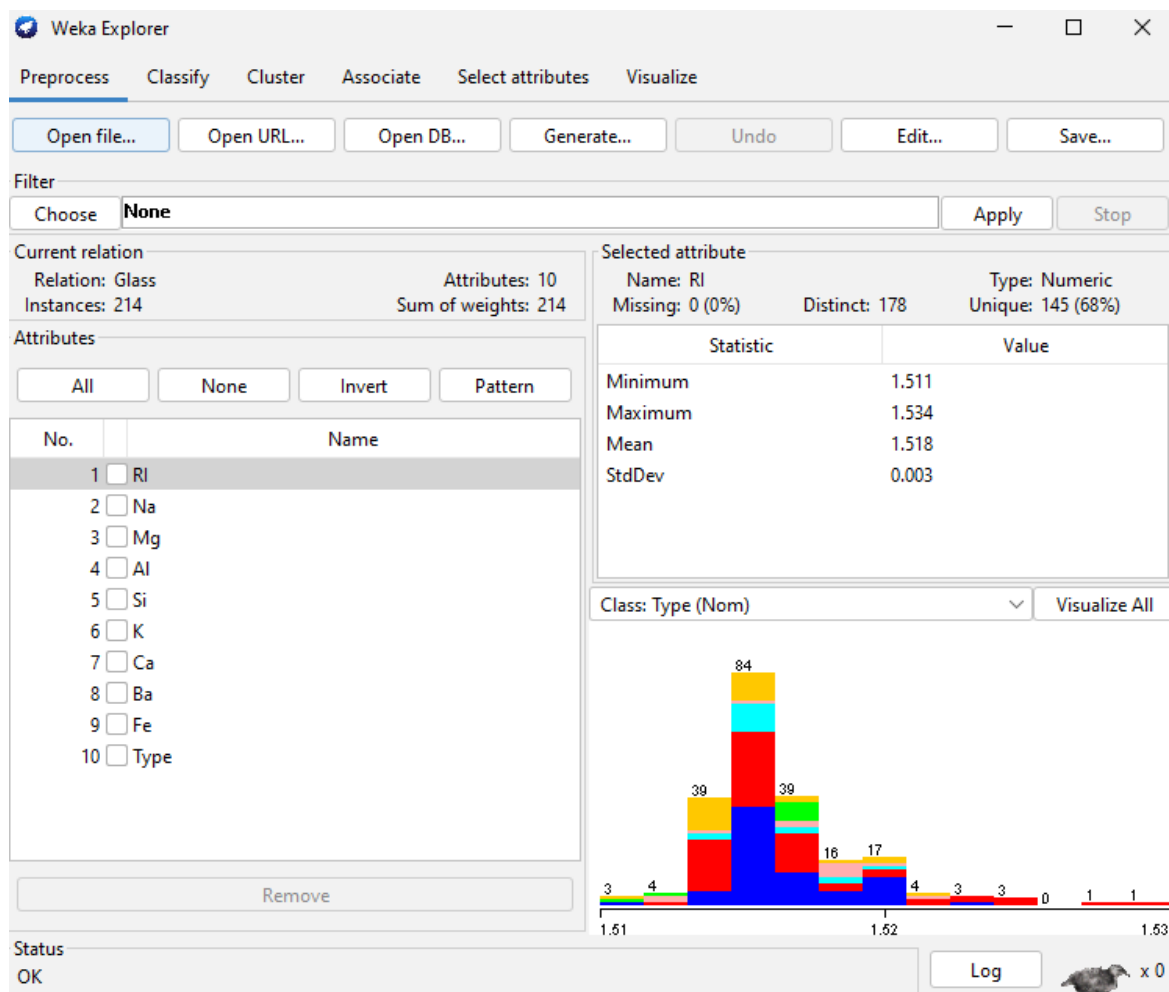 Weka Explorer
Preprocess Classify Cluster Associate Select attributes Visualize
Open file... Open URL... Open DB... Generate... Undo Edit... Save...
Filter
Choose None Apply Stop
Current relation
Relation: Glass Attributes: 10
Instances: 214 Sum of weights: 214
Attributes
All None Invert Pattern
No. Name
1 RI
2 Na
3 Mg
4 Al
5 Si
6 K
7 Ca
8 Ba
9 Fe
10 Type
Remove
Selected attribute
Name: RI Type: Numeric
Missing: 0 (0%) Distinct: 178 Unique: 145 (68%)
Statistic Value
Minimum 1.511
Maximum 1.534
Mean 1.518
StdDev 0.003
Class: Type (Nom) Visualize All
3 4 39 84 39 16 17 4 3 3 0 1 1
1.51 1.52 1.53
Status
OK
Log x 0